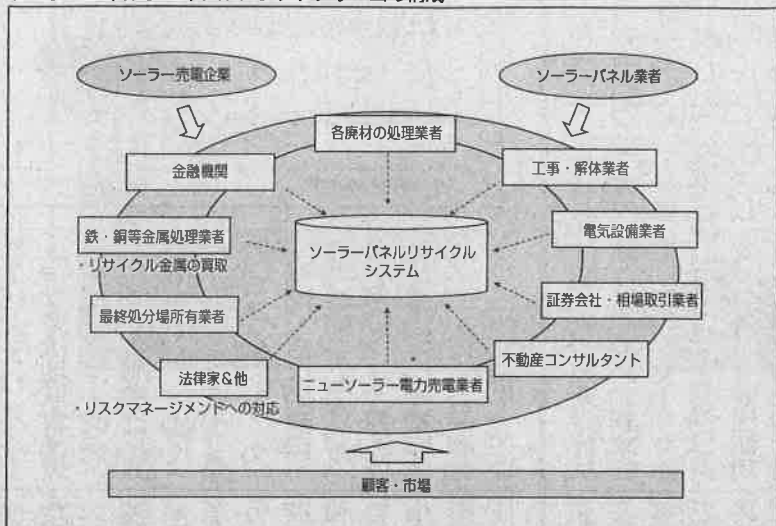 ソーラー売電企業
ソーラーパネル業者
各廃材の処理業者
金融機関
工事・解体業者
鉄・銅等金属処理業者
・リサイクル金属の買取
電気設備業者
ソーラーパネルリサイクル
システム
最終処分場所有業者
証券会社・相場取引業者
法律家&他
・リスクマネージメントへの対応
ニューソーラー電力売電業者
不動産コンサルタント
顧客・市場